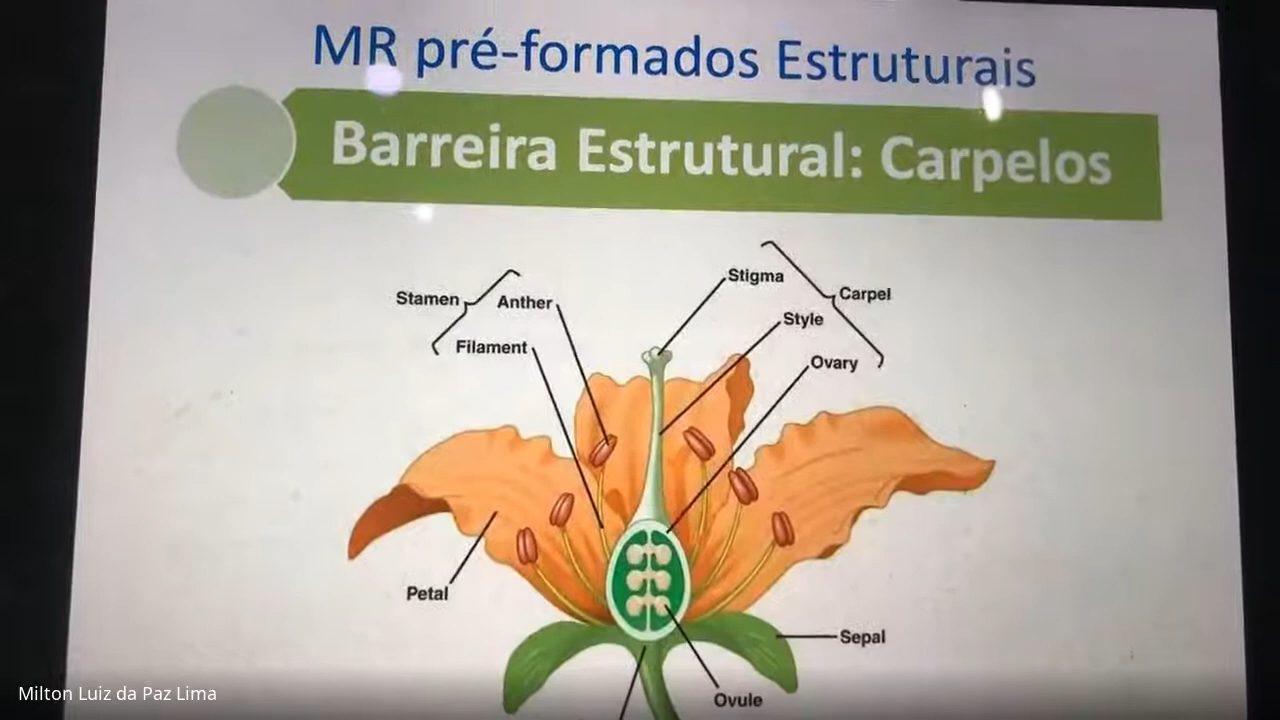 MR pré-formados Estruturais
Barreira Estrutural: Carpelos
Stigma
Carpel
Stamen
Anther
Style
Filament
Ovary
Petal
Sepal
Ovule
Milton Luiz da Paz Lima